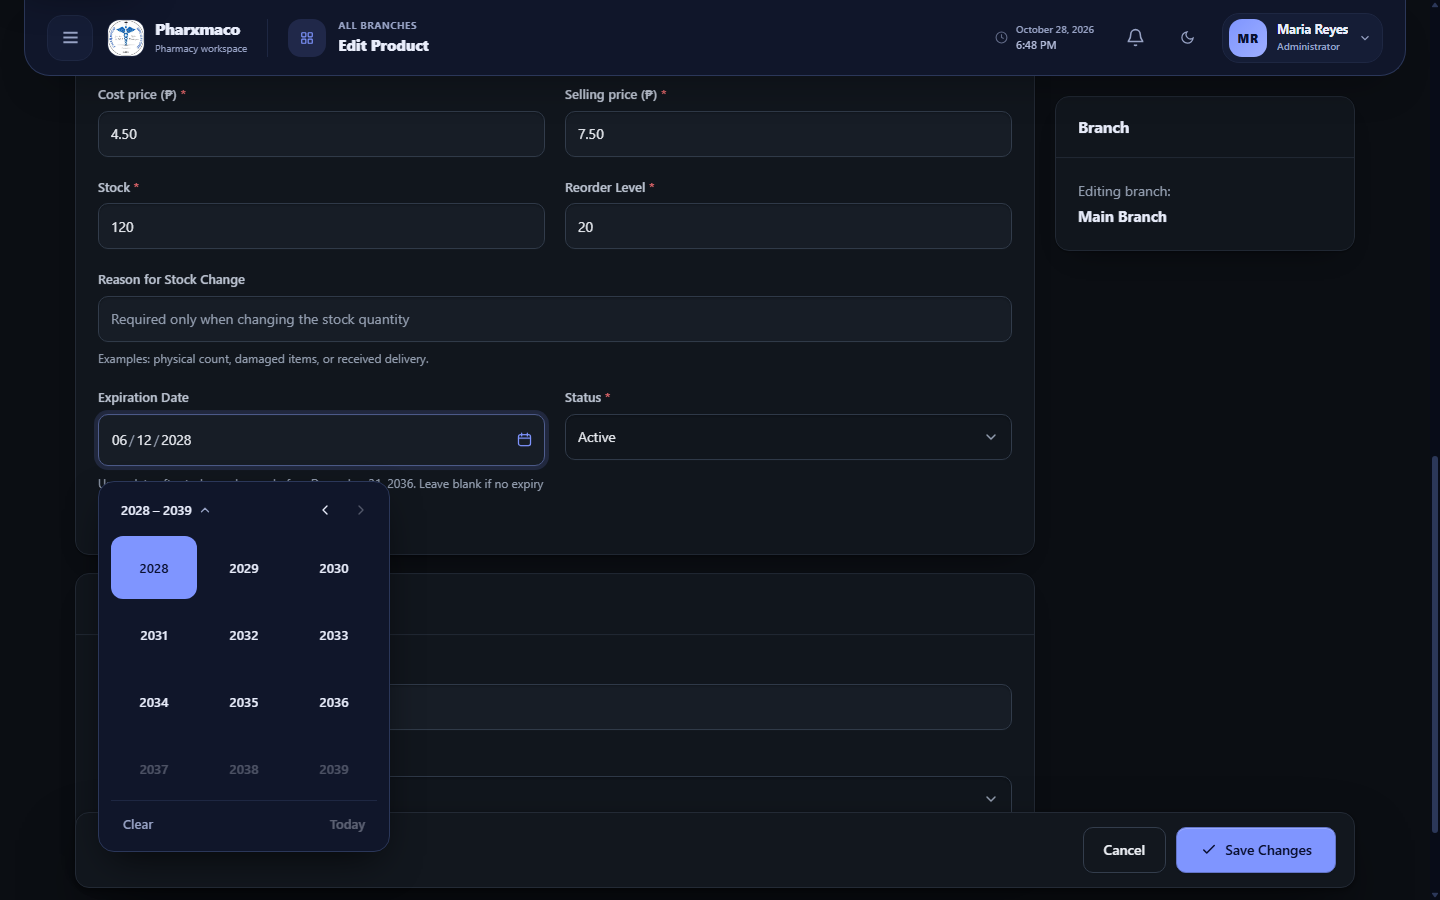 Pharxmaco
Pharmacy workspace
ALL BRANCHES
Edit Product
October 28, 2026
6:48 PM
MR
Maria Reyes
Administrator
Cost price (₱) *
4.50
Selling price (₱) *
7.50
Stock *
120
Reorder Level *
20
Reason for Stock Change
Required only when changing the stock quantity
Examples: physical count, damaged items, or received delivery.
Expiration Date
06/12/2028
Status *
Active
2036. Leave blank if no expiry
2028 – 2039
2028 2029 2030
2031 2032 2033
2034 2035 2036
2037 2038 2039
Clear Today
Branch
Editing branch:
Main Branch
Cancel
Save Changes